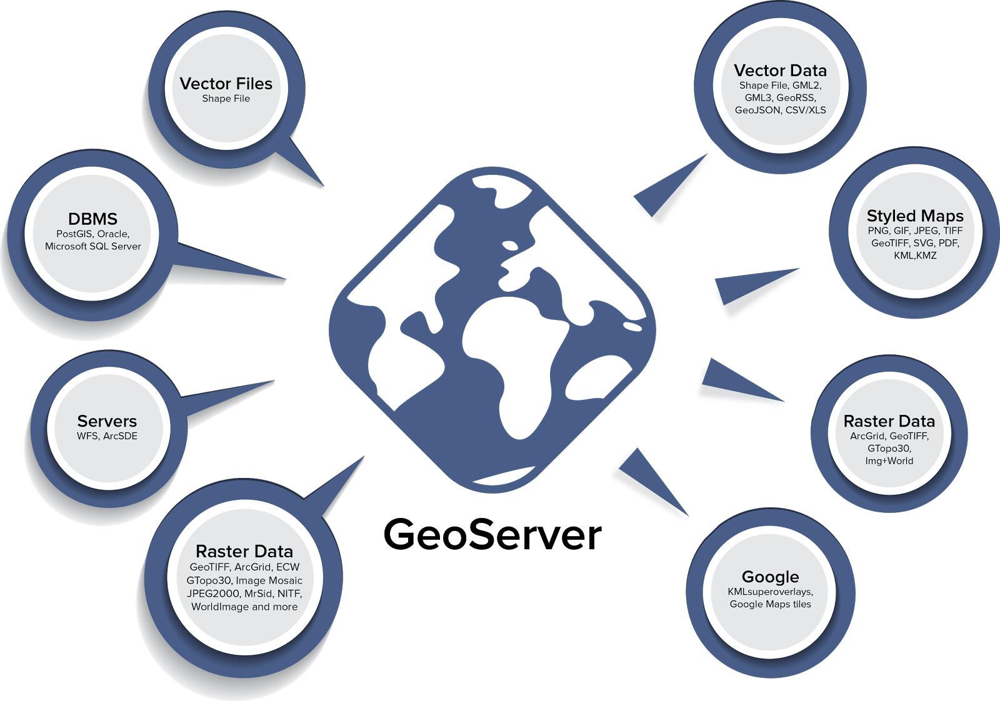 Vector Files
Shape File
DBMS
PostGIS, Oracle,
Microsoft SQL Server
Servers
WFS, ArcSDE
Raster Data
GeoTIFF, ArcGrid, ECW
GTopo30, Image Mosaic
JPEG2000, MrSid, NITF,
WorldImage and more
GeoServer
Vector Data
Shape File, GML2,
GML3, GeoRSS,
GeoJSON, CSV/XLS
Styled Maps
PNG, GIF, JPEG, TIFF
GeoTIFF, SVG, PDF,
KML,KMZ
Raster Data
ArcGrid, GeoTIFF,
GTopo30,
Img+World
Google
KMLsuperoverlays,
Google Maps tiles